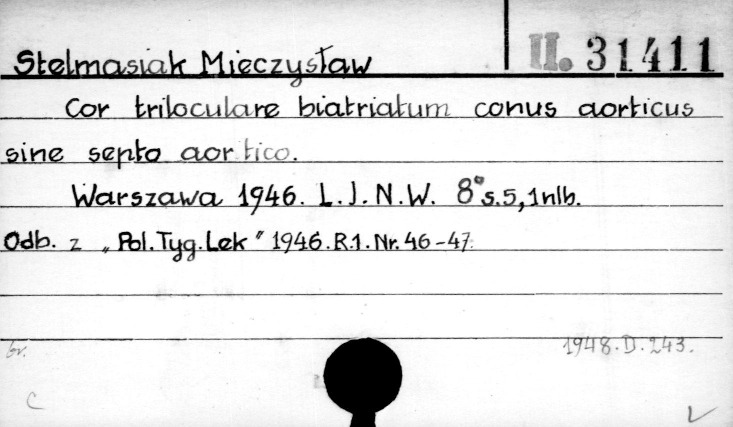 II. 31411
Stelmasiak Mieczysław
Cor triloculare biatriatum conus aorticus
sine septo aortico.
Warszawa 1946. L.J.N.W. 8° s.5, 1nlb.
Odb. z „Pol.Tyg.Lek" 1946.R.1.Nr.46-47.
br.
1948.D.243.
C